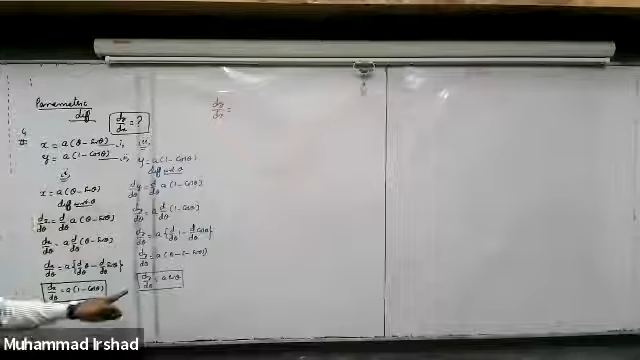 Parametric
diff
dy/dx = ?
x = a(θ - Sinθ) — i,
y = a(1 - Cosθ) — ii,
i,
x = a(θ - Sinθ)
diff w.r.t θ
dx/dθ = d/dθ a(θ - Sinθ)
dx/dθ = a d/dθ (θ - Sinθ)
dx/dθ = a{d/dθ θ - d/dθ Sinθ}
dx/dθ = a(1 - Cosθ)
ii,
y = a(1 - Cosθ)
diff w.r.t θ
dy/dθ = d/dθ a(1 - Cosθ)
dy/dθ = a d/dθ (1 - Cosθ)
dy/dθ = a{d/dθ 1 - d/dθ Cosθ}
dy/dθ = a(0 - (-Sinθ))
dy/dθ = a Sinθ
dy/dx =
Muhammad Irshad